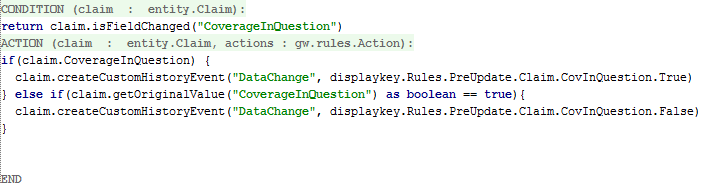 CONDITION (claim : entity.Claim):
return claim.isFieldChanged("CoverageInQuestion")
ACTION (claim : entity.Claim, actions : gw.rules.Action):
if(claim.CoverageInQuestion) {
claim.createCustomHistoryEvent("DataChange", displaykey.Rules.PreUpdate.Claim.CovInQuestion.True)
} else if(claim.getOriginalValue("CoverageInQuestion") as boolean == true){
claim.createCustomHistoryEvent("DataChange", displaykey.Rules.PreUpdate.Claim.CovInQuestion.False)
}
END